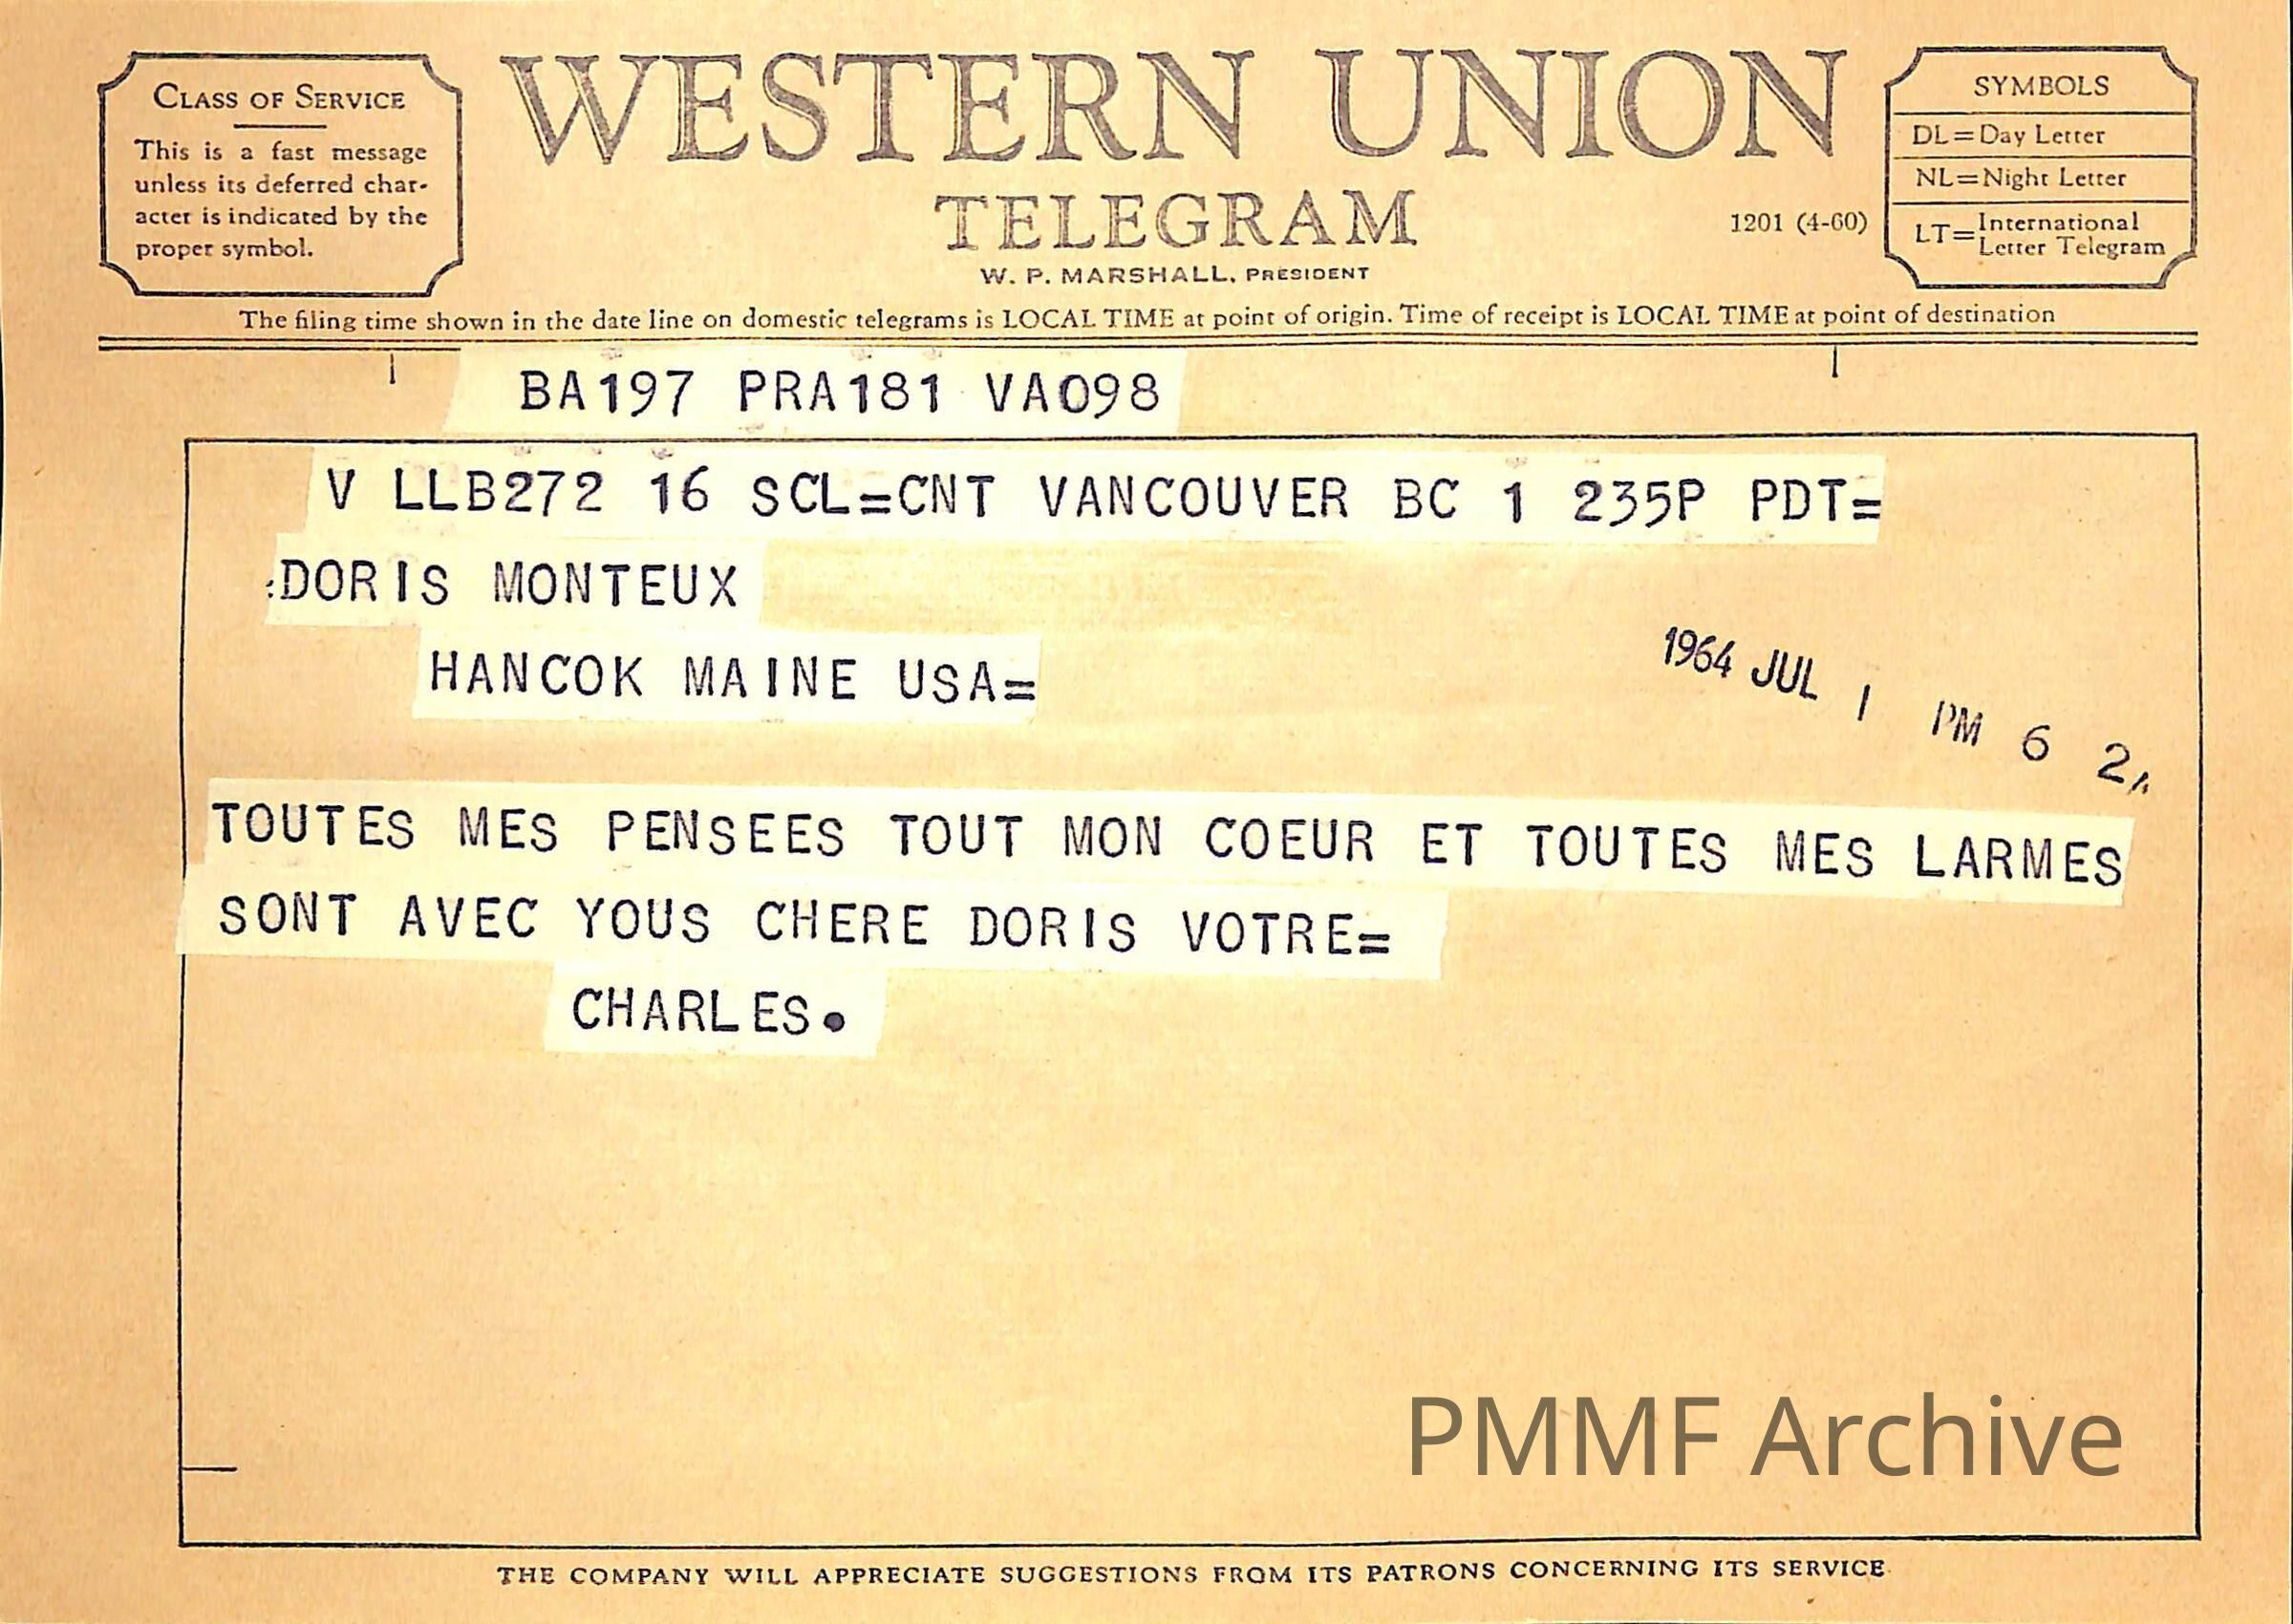 CLASS OF SERVICE
This is a fast message
unless its deferred char-
acter is indicated by the
proper symbol.
WESTERN UNION
TELEGRAM
W. P. MARSHALL, PRESIDENT
1201 (4-60)
SYMBOLS
DL=Day Letter
NL=Night Letter
LT=International
Letter Telegram
The filing time shown in the date line on domestic telegrams is LOCAL TIME at point of origin. Time of receipt is LOCAL TIME at point of destination
BA197 PRA181 VA098
V LLB272 16 SCL=CNT VANCOUVER BC 1 235P PDT=
:DORIS MONTEUX
HANCOK MAINE USA=
1964 JUL 1 PM 6 2
TOUTES MES PENSEES TOUT MON COEUR ET TOUTES MES LARMES
SONT AVEC YOUS CHERE DORIS VOTRE=
CHARLES.
PMMF Archive
THE COMPANY WILL APPRECIATE SUGGESTIONS FROM ITS PATRONS CONCERNING ITS SERVICE